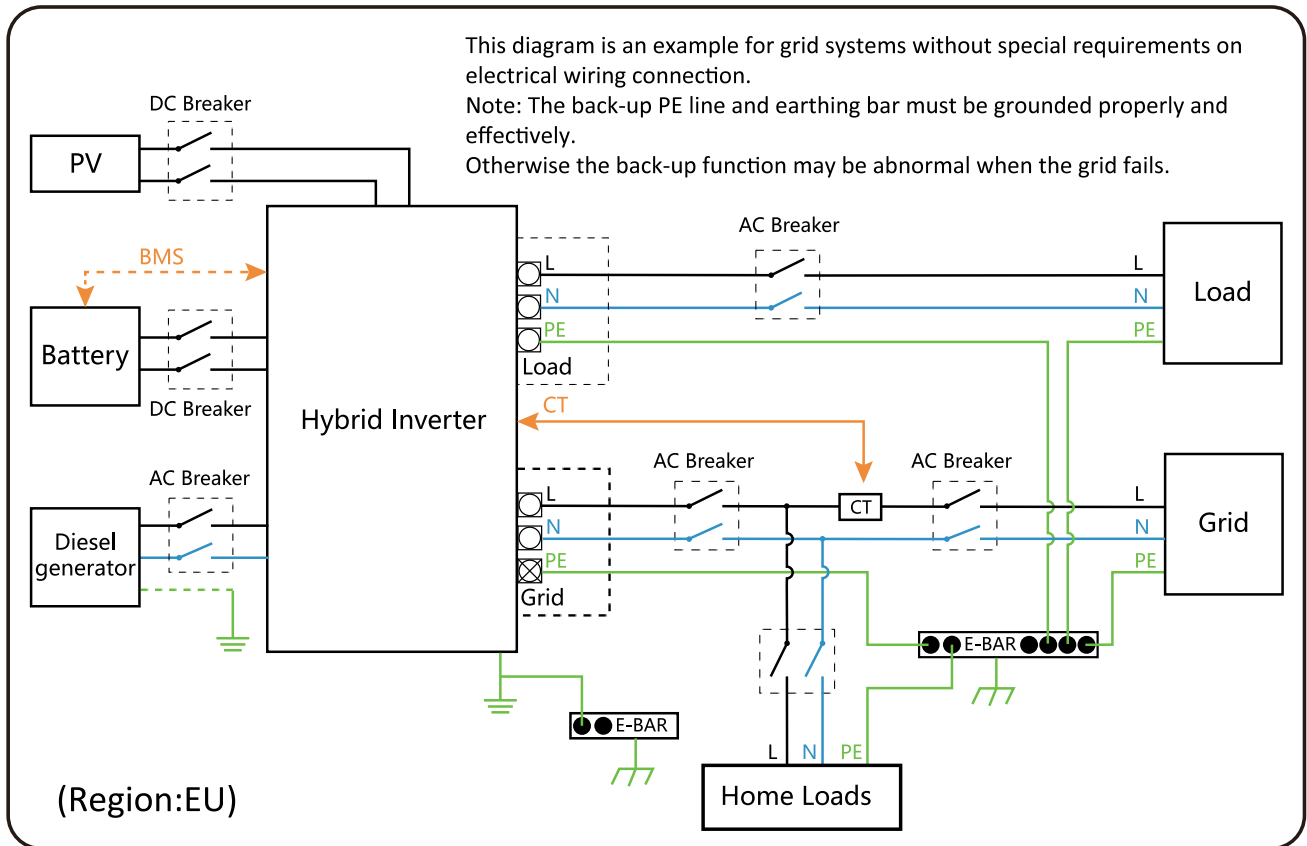 This diagram is an example for grid systems without special requirements on
electrical wiring connection.
Note: The back-up PE line and earthing bar must be grounded properly and
effectively.
Otherwise the back-up function may be abnormal when the grid fails.
DC Breaker
PV
BMS
Battery
DC Breaker
AC Breaker
Diesel
generator
Hybrid Inverter
L
N
PE
Load
AC Breaker
L
N
PE
Load
CT
AC Breaker
CT
AC Breaker
L
N
PE
Grid
L
N
PE
Grid
E-BAR
E-BAR
L
N
PE
Home Loads
(Region:EU)